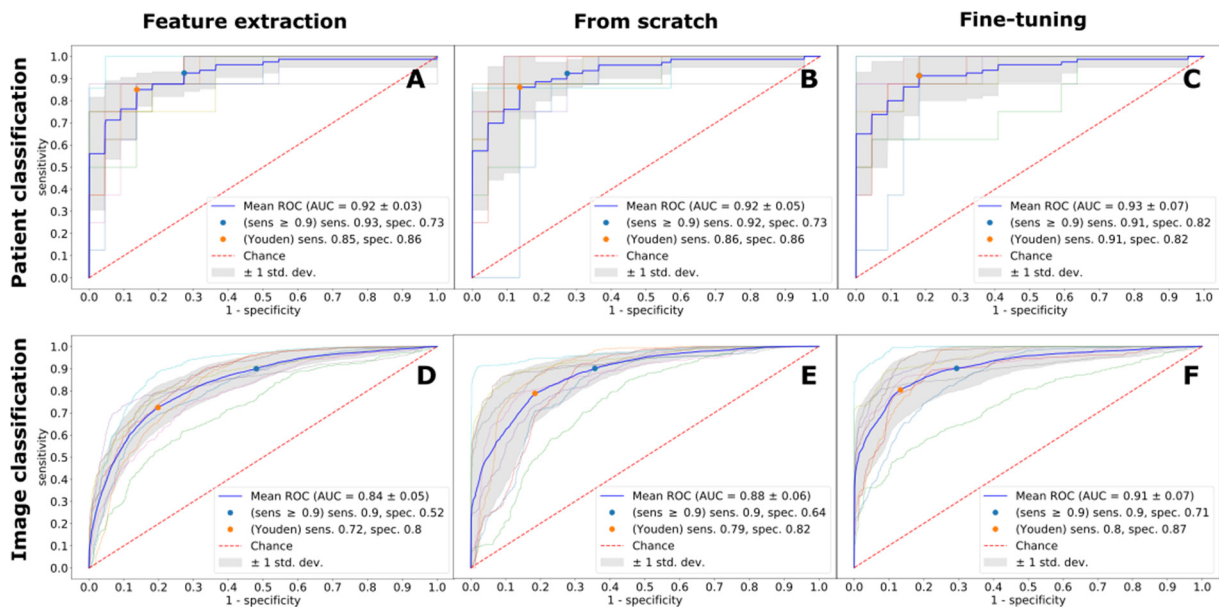 Feature extraction
From scratch
Fine-tuning
Patient classification
sensitivity
1.0
0.9
0.8
0.7
0.6
0.5
0.4
0.3
0.2
0.1
0.0
A
Mean ROC (AUC = 0.92 ± 0.03)
(sens ≥ 0.9) sens. 0.93, spec. 0.73
(Youden) sens. 0.85, spec. 0.86
Chance
± 1 std. dev.
0.0 0.1 0.2 0.3 0.4 0.5 0.6 0.7 0.8 0.9 1.0
1 - specificity
B
Mean ROC (AUC = 0.92 ± 0.05)
(sens ≥ 0.9) sens. 0.92, spec. 0.73
(Youden) sens. 0.86, spec. 0.86
Chance
± 1 std. dev.
0.0 0.1 0.2 0.3 0.4 0.5 0.6 0.7 0.8 0.9 1.0
1 - specificity
C
Mean ROC (AUC = 0.93 ± 0.07)
(sens ≥ 0.9) sens. 0.91, spec. 0.82
(Youden) sens. 0.91, spec. 0.82
Chance
± 1 std. dev.
0.0 0.1 0.2 0.3 0.4 0.5 0.6 0.7 0.8 0.9 1.0
1 - specificity
Image classification
sensitivity
1.0
0.9
0.8
0.7
0.6
0.5
0.4
0.3
0.2
0.1
0.0
D
Mean ROC (AUC = 0.84 ± 0.05)
(sens ≥ 0.9) sens. 0.9, spec. 0.52
(Youden) sens. 0.72, spec. 0.8
Chance
± 1 std. dev.
0.0 0.1 0.2 0.3 0.4 0.5 0.6 0.7 0.8 0.9 1.0
1 - specificity
E
Mean ROC (AUC = 0.88 ± 0.06)
(sens ≥ 0.9) sens. 0.9, spec. 0.64
(Youden) sens. 0.79, spec. 0.82
Chance
± 1 std. dev.
0.0 0.1 0.2 0.3 0.4 0.5 0.6 0.7 0.8 0.9 1.0
1 - specificity
F
Mean ROC (AUC = 0.91 ± 0.07)
(sens ≥ 0.9) sens. 0.9, spec. 0.71
(Youden) sens. 0.8, spec. 0.87
Chance
± 1 std. dev.
0.0 0.1 0.2 0.3 0.4 0.5 0.6 0.7 0.8 0.9 1.0
1 - specificity